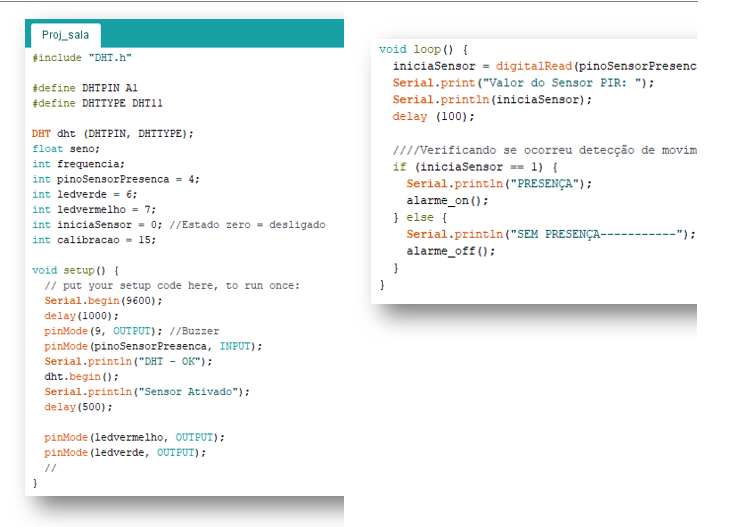 Proj_sala
#include "DHT.h"
#define DHTPIN A1
#define DHTTYPE DHT11
DHT dht (DHTPIN, DHTTYPE);
float seno;
int frequencia;
int pinoSensorPresenca = 4;
int ledverde = 6;
int ledvermelho = 7;
int iniciaSensor = 0; //Estado zero = desligado
int calibracao = 15;
void setup() {
// put your setup code here, to run once:
Serial.begin(9600);
delay(1000);
pinMode(9, OUTPUT); //Buzzer
pinMode(pinoSensorPresenca, INPUT);
Serial.println("DHT - OK");
dht.begin();
Serial.println("Sensor Ativado");
delay(500);
pinMode(ledvermelho, OUTPUT);
pinMode(ledverde, OUTPUT);
//
}
void loop() {
iniciaSensor = digitalRead(pinoSensorPresenc
Serial.print("Valor do Sensor PIR: ");
Serial.println(iniciaSensor);
delay (100);
////Verificando se ocorreu detecção de movim
if (iniciaSensor == 1) {
Serial.println("PRESENÇA");
alarme_on();
} else {
Serial.println("SEM PRESENÇA-----------");
alarme_off();
}
}